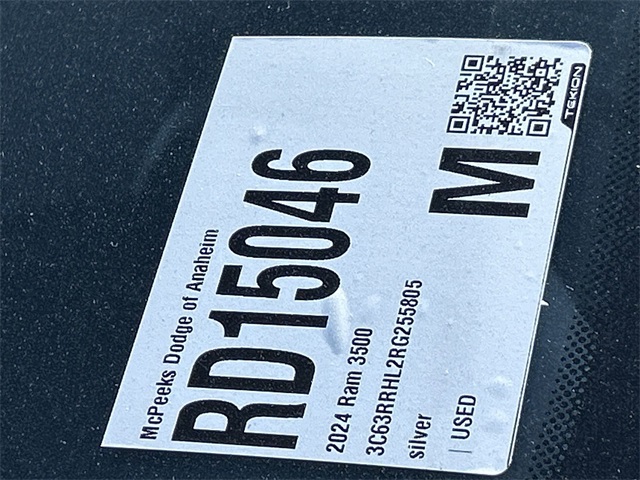 McPeeks Dodge of Anaheim
RD15046
2024 Ram 3500
3C63RRHL2RG255805
silver
| USED
M
TEKION